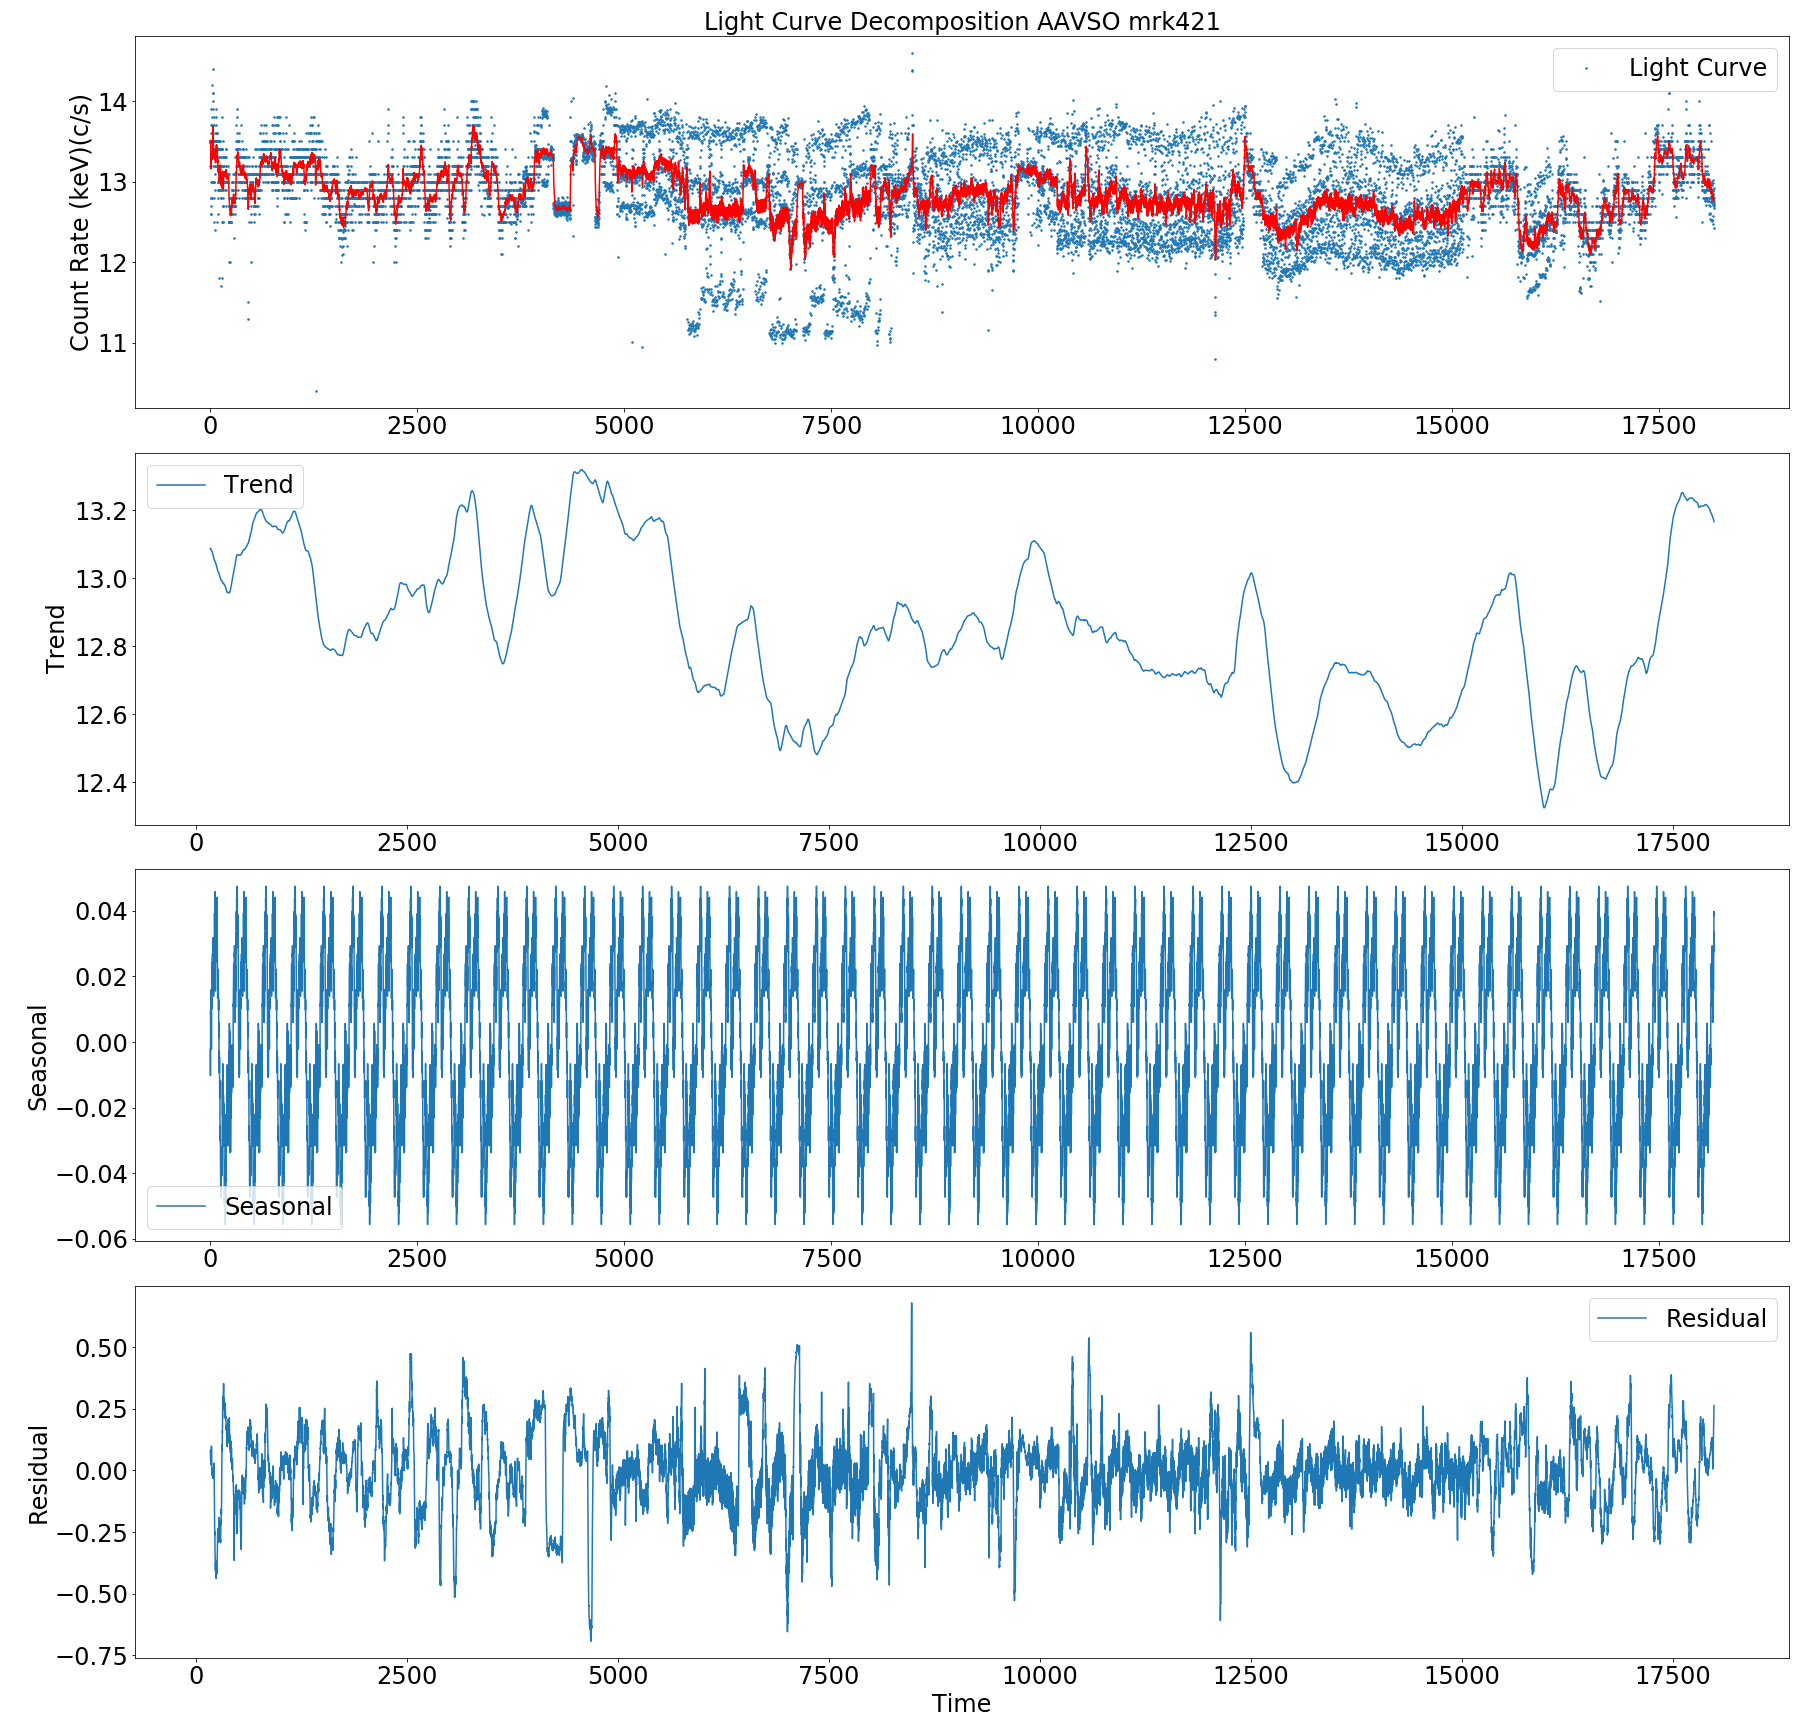 Light Curve Decomposition AAVSO mrk421
Count Rate (keV)(c/s)
14
13
12
11
Light Curve
0 2500 5000 7500 10000 12500 15000 17500
Trend
13.2
13.0
12.8
12.6
12.4
Trend
0 2500 5000 7500 10000 12500 15000 17500
Seasonal
0.04
0.02
0.00
−0.02
−0.04
−0.06
Seasonal
0 2500 5000 7500 10000 12500 15000 17500
Residual
0.50
0.25
0.00
−0.25
−0.50
−0.75
Residual
0 2500 5000 7500 10000 12500 15000 17500
Time